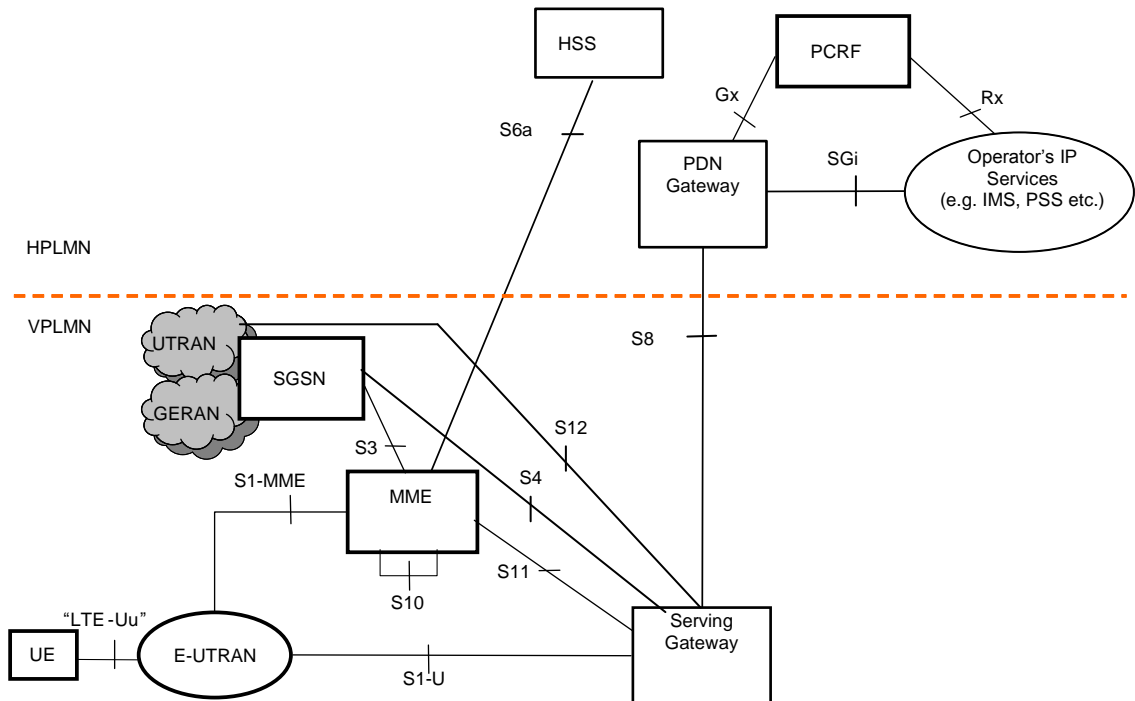 HSS
PCRF
Gx
Rx
S6a
PDN
Gateway
SGi
Operator's IP
Services
(e.g. IMS, PSS etc.)
HPLMN
VPLMN
UTRAN
SGSN
GERAN
S8
S12
S3
S4
S1-MME
MME
S11
S10
"LTE-Uu"
UE
E-UTRAN
S1-U
Serving
Gateway